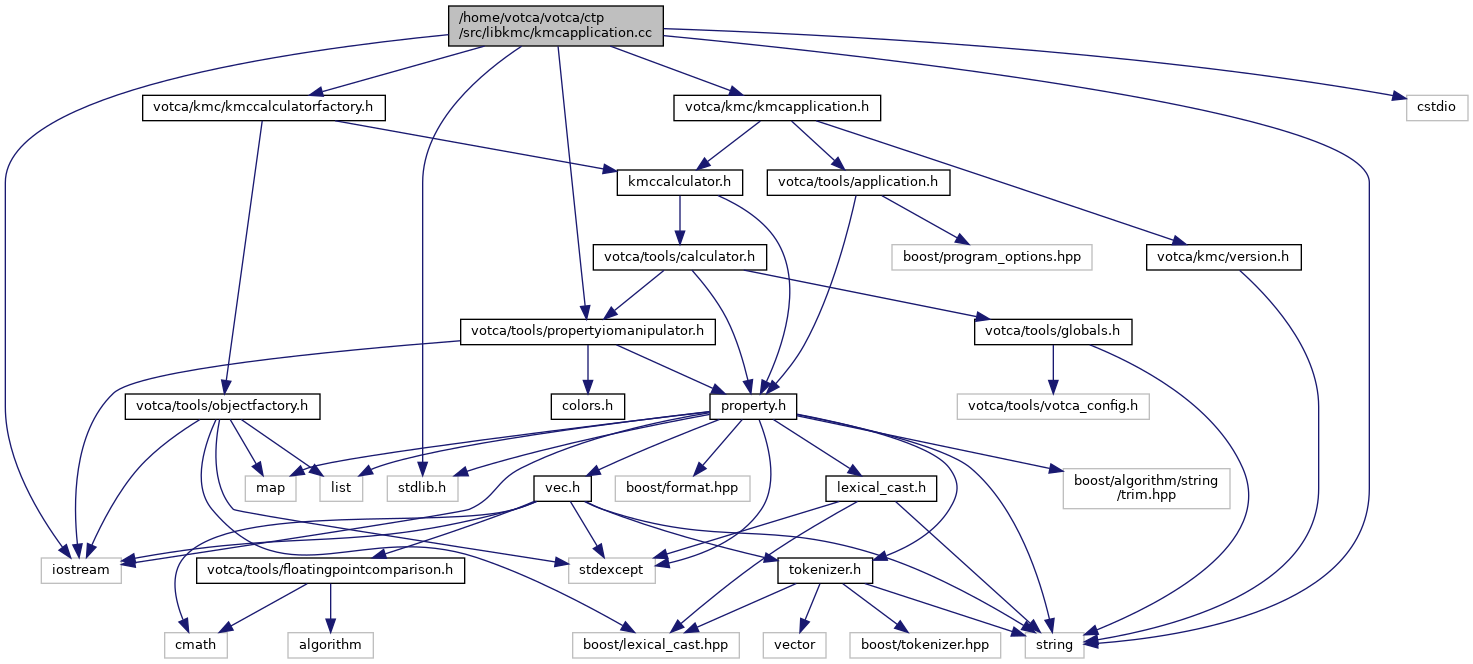 /home/votca/votca/ctp
/src/libkmc/kmcapplication.cc
votca/kmc/kmccalculatorfactory.h
votca/kmc/kmcapplication.h
cstdio
kmccalculator.h
votca/tools/application.h
votca/tools/calculator.h
boost/program_options.hpp
votca/kmc/version.h
votca/tools/propertyiomanipulator.h
votca/tools/globals.h
votca/tools/objectfactory.h
colors.h
property.h
votca/tools/votca_config.h
map
list
stdlib.h
vec.h
boost/format.hpp
lexical_cast.h
boost/algorithm/string
/trim.hpp
iostream
votca/tools/floatingpointcomparison.h
stdexcept
tokenizer.h
cmath
algorithm
boost/lexical_cast.hpp
vector
boost/tokenizer.hpp
string